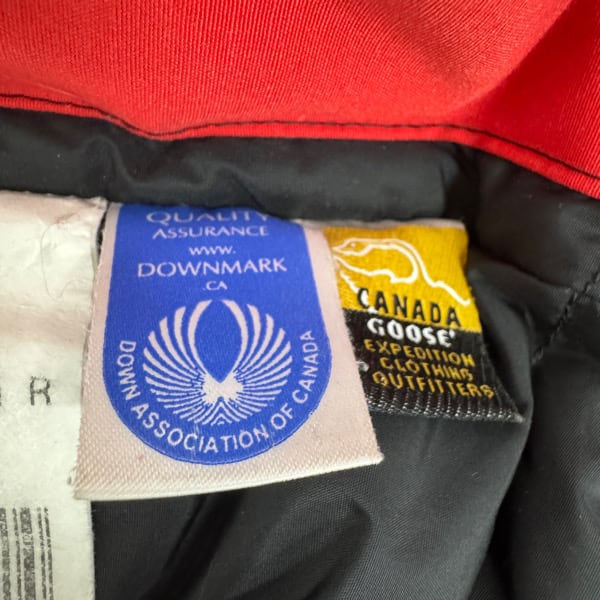 QUALITY
ASSURANCE
www.
DOWNMARK
.CA
DOWN ASSOCIATION OF CANADA
CANADA
GOOSE®
EXPEDITION
CLOTHING
OUTFITTERS
R